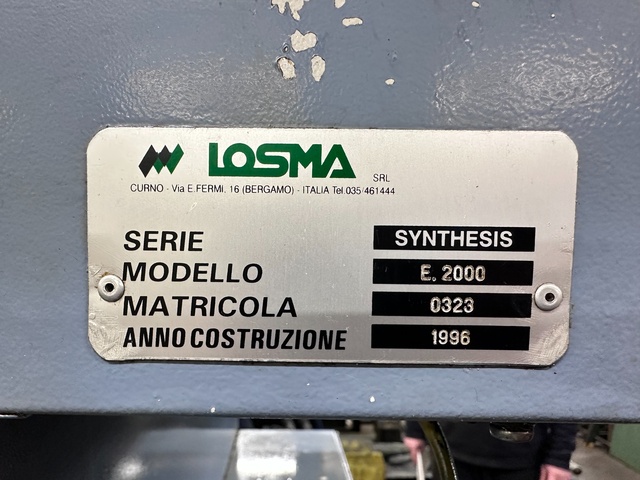 LOSMA SRL
CURNO - Via E.FERMI, 16 (BERGAMO) - ITALIA Tel.035/461444
SERIE SYNTHESIS
MODELLO E. 2000
MATRICOLA 0323
ANNO COSTRUZIONE 1996